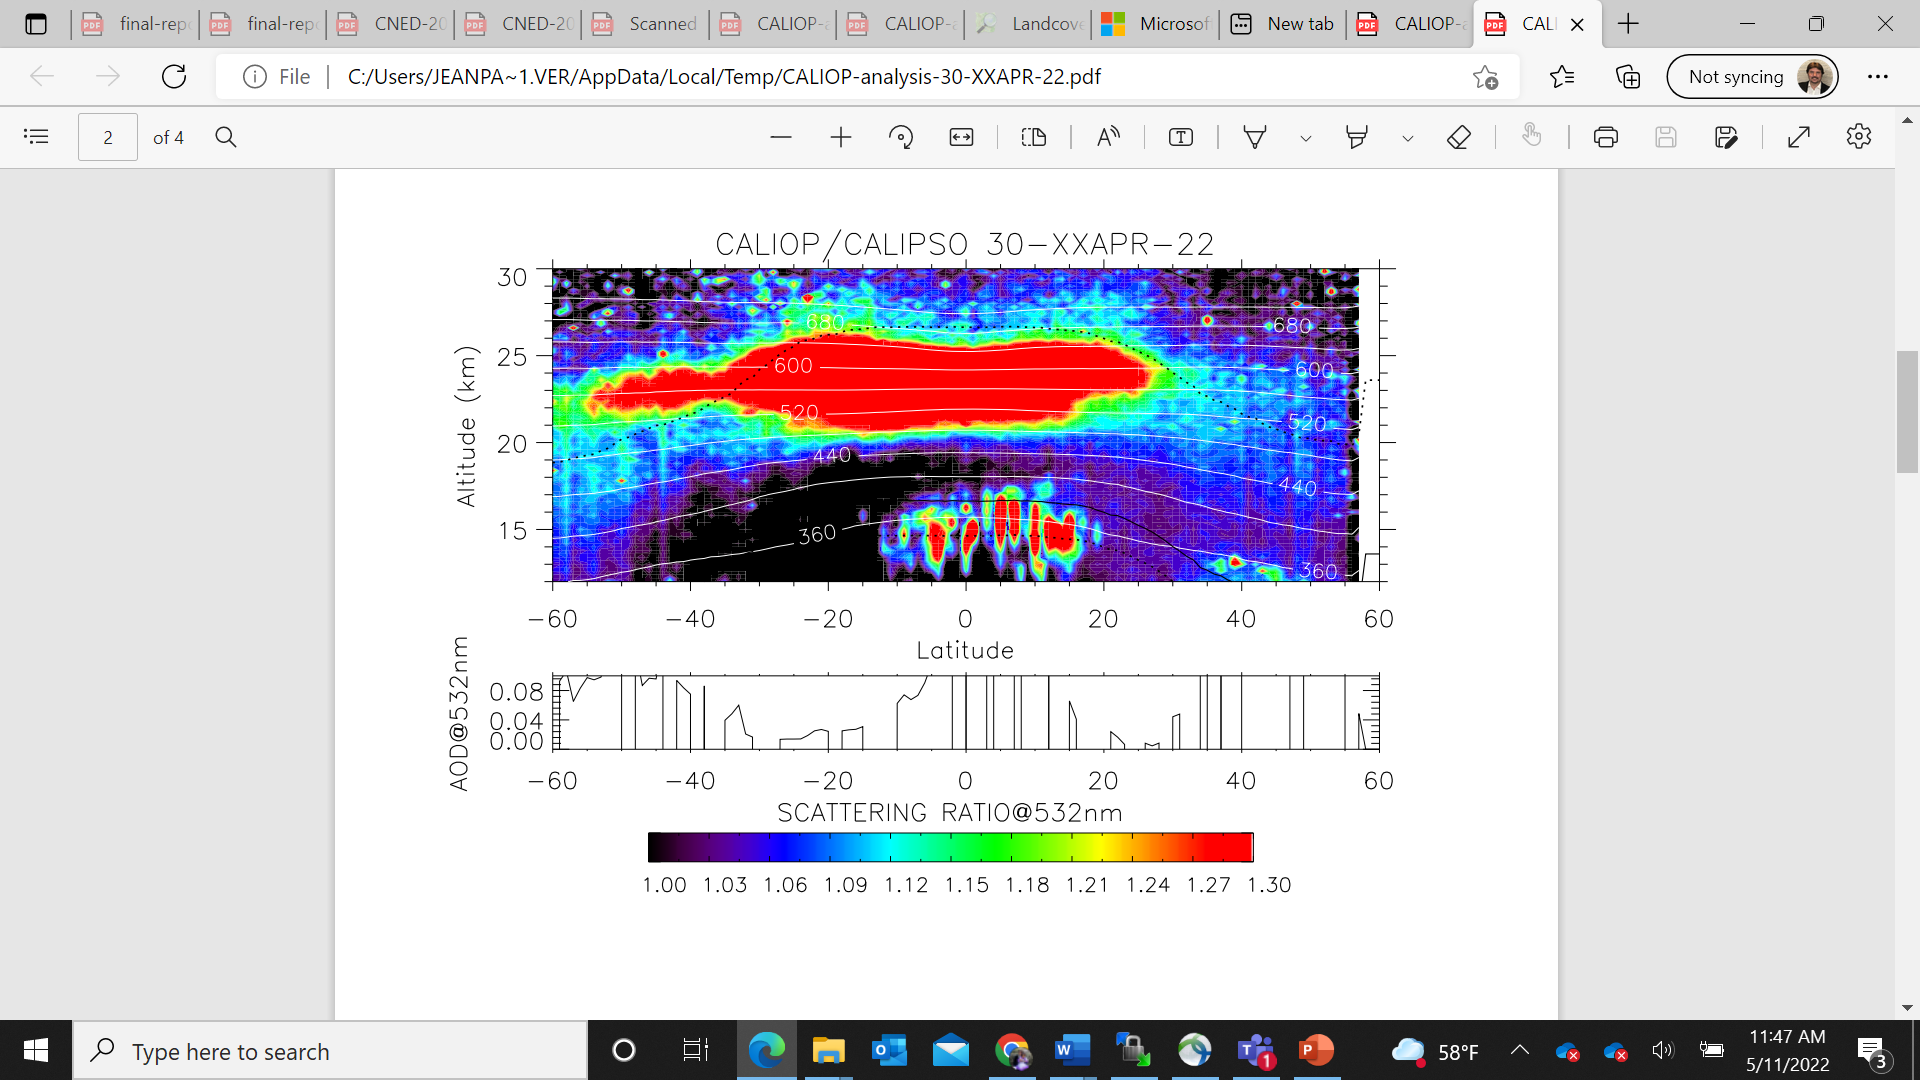 final-repo
final-repo
CNED-20
CNED-20
Scanned
CALIOP-a
CALIOP-a
Landcove
Microsof
New tab
CALIOP-a
CALI
File
C:/Users/JEANPA~1.VER/AppData/Local/Temp/CALIOP-analysis-30-XXAPR-22.pdf
Not syncing
2 of 4
CALIOP/CALIPSO 30-XXAPR-22
Altitude (km)
30
25
20
15
680
680
600
600
520
520
440
440
360
360
-60 -40 -20 0 20 40 60
Latitude
AOD@532nm
0.08
0.04
0.00
-60 -40 -20 0 20 40 60
SCATTERING RATIO@532nm
1.00 1.03 1.06 1.09 1.12 1.15 1.18 1.21 1.24 1.27 1.30
Type here to search
1
58°F
11:47 AM
5/11/2022
3